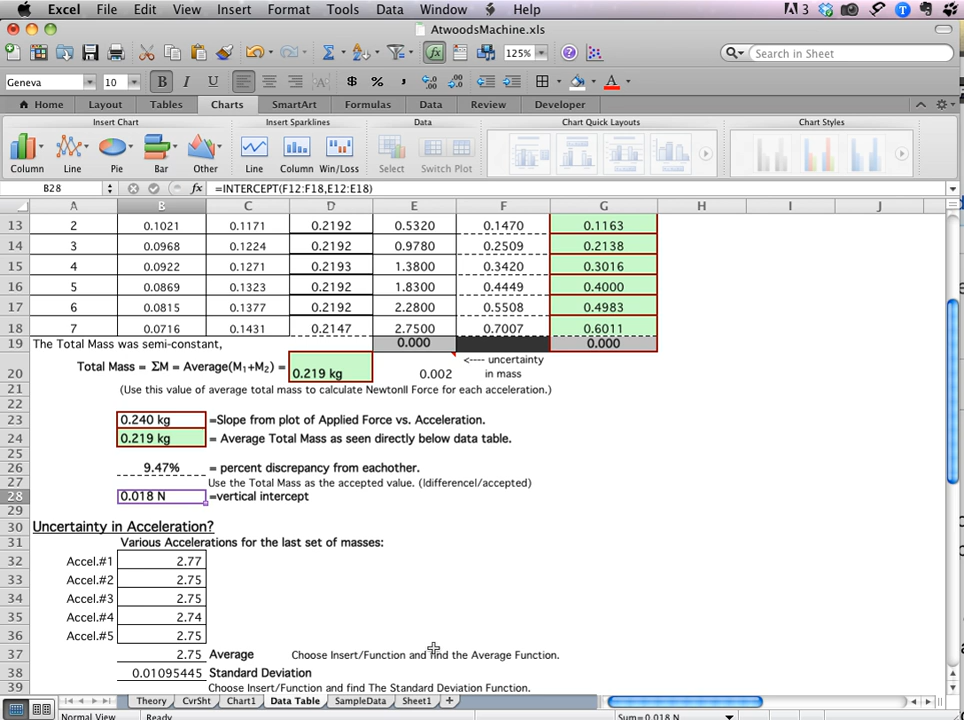 Excel File Edit View Insert Format Tools Data Window Help 3
AtwoodsMachine.xls
125% Search in Sheet
Geneva 10 B I U A $ % , A
Home Layout Tables Charts SmartArt Formulas Data Review Developer
Insert Chart Insert Sparklines Data Chart Quick Layouts Chart Styles
Column Line Pie Bar Other Line Column Win/Loss Select Switch Plot
B28 fx =INTERCEPT(F12:F18,E12:E18)
A B C D E F G H I J
13 2 0.1021 0.1171 0.2192 0.5320 0.1470 0.1163
14 3 0.0968 0.1224 0.2192 0.9780 0.2509 0.2138
15 4 0.0922 0.1271 0.2193 1.3800 0.3420 0.3016
16 5 0.0869 0.1323 0.2192 1.8300 0.4449 0.4000
17 6 0.0815 0.1377 0.2192 2.2800 0.5508 0.4983
18 7 0.0716 0.1431 0.2147 2.7500 0.7007 0.6011
19 The Total Mass was semi-constant, 0.000 0.000
20 Total Mass = ΣM = Average(M1+M2) = 0.219 kg 0.002 <---- uncertainty
in mass
21 (Use this value of average total mass to calculate NewtonII Force for each acceleration.)
22
23 0.240 kg =Slope from plot of Applied Force vs. Acceleration.
24 0.219 kg = Average Total Mass as seen directly below data table.
25
26 9.47% = percent discrepancy from eachother.
27 Use the Total Mass as the accepted value. (|difference|/accepted)
28 0.018 N =vertical intercept
29
30 Uncertainty in Acceleration?
31 Various Accelerations for the last set of masses:
32 Accel.#1 2.77
33 Accel.#2 2.75
34 Accel.#3 2.75
35 Accel.#4 2.74
36 Accel.#5 2.75
37 2.75 Average Choose Insert/Function and find the Average Function.
38 0.01095445 Standard Deviation
39 Choose Insert/Function and find The Standard Deviation Function.
Theory CvrSht Chart1 Data Table SampleData Sheet1
Normal View Ready Sum=0.018 N